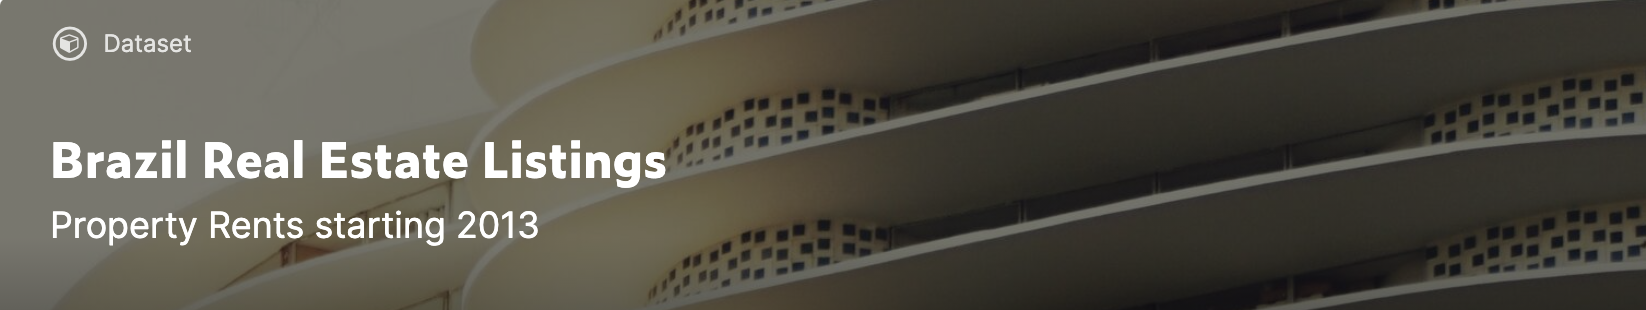 Dataset
Brazil Real Estate Listings
Property Rents starting 2013